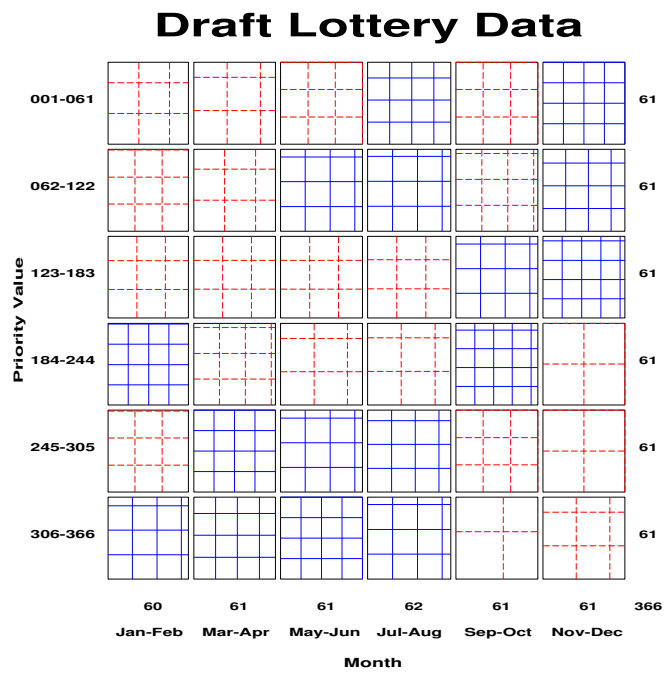 Draft Lottery Data
001-061 61
062-122 61
123-183 61
Priority Value
184-244 61
245-305 61
306-366 61
60 61 61 62 61 61 366
Jan-Feb Mar-Apr May-Jun Jul-Aug Sep-Oct Nov-Dec
Month